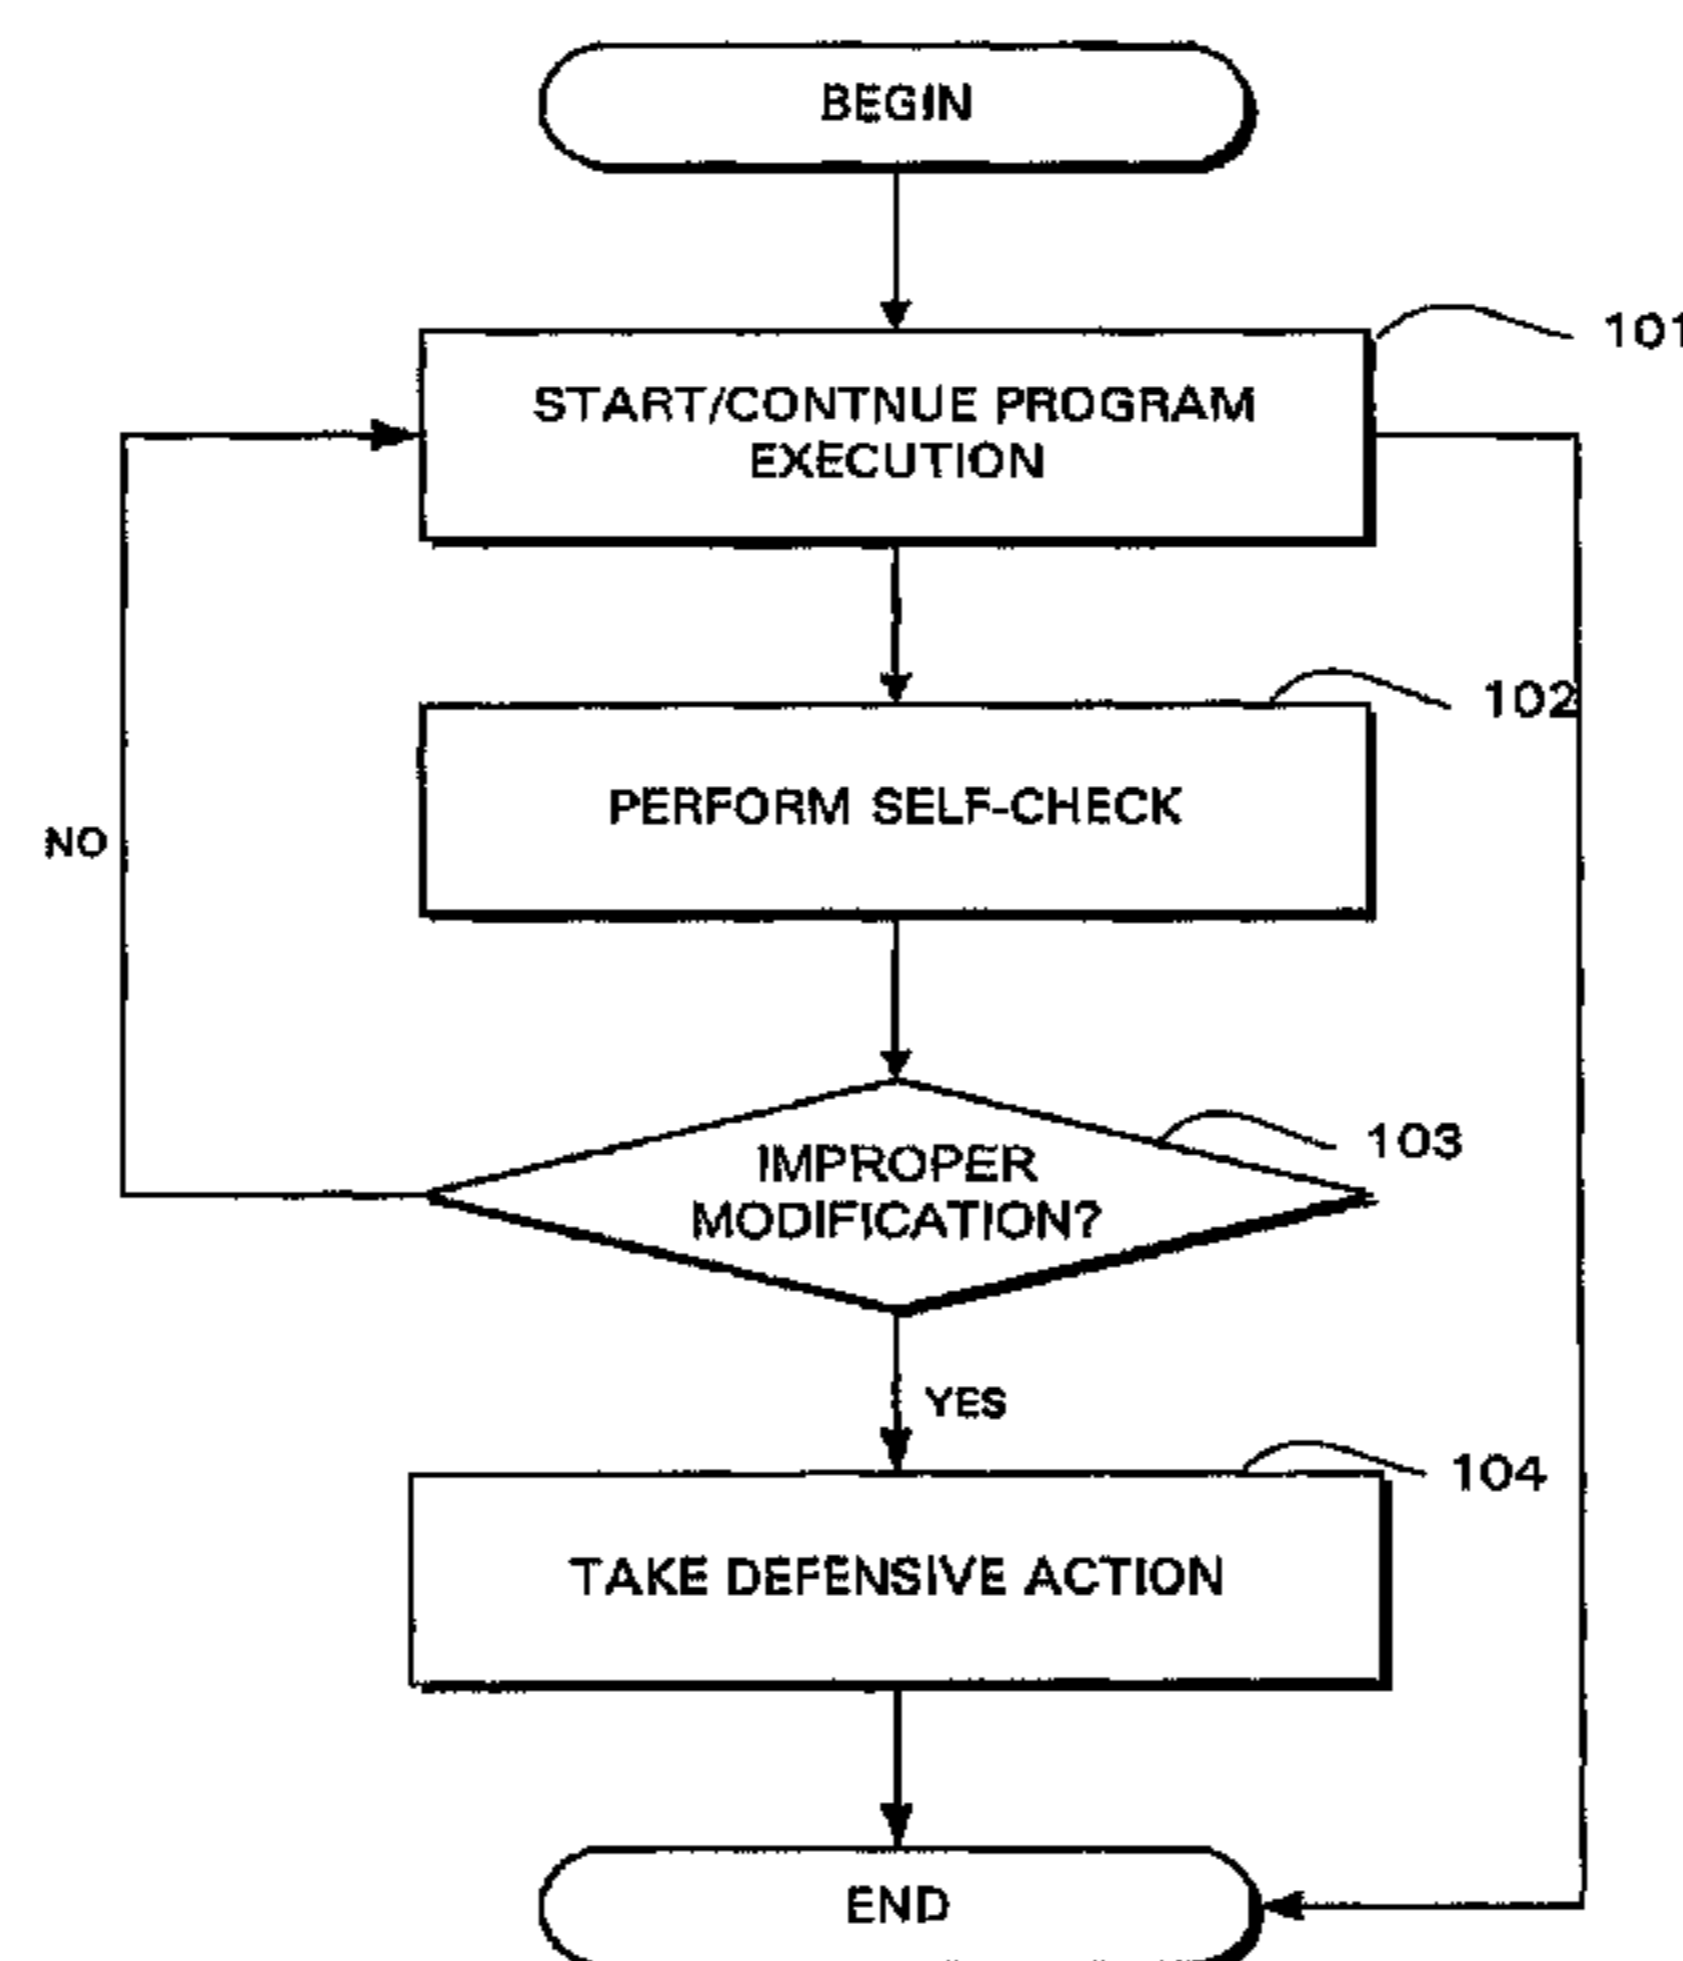 BEGIN
101
START/CONTNUE PROGRAM
EXECUTION
102
PERFORM SELF-CHECK
NO
103
IMPROPER
MODIFICATION?
YES
104
TAKE DEFENSIVE ACTION
END